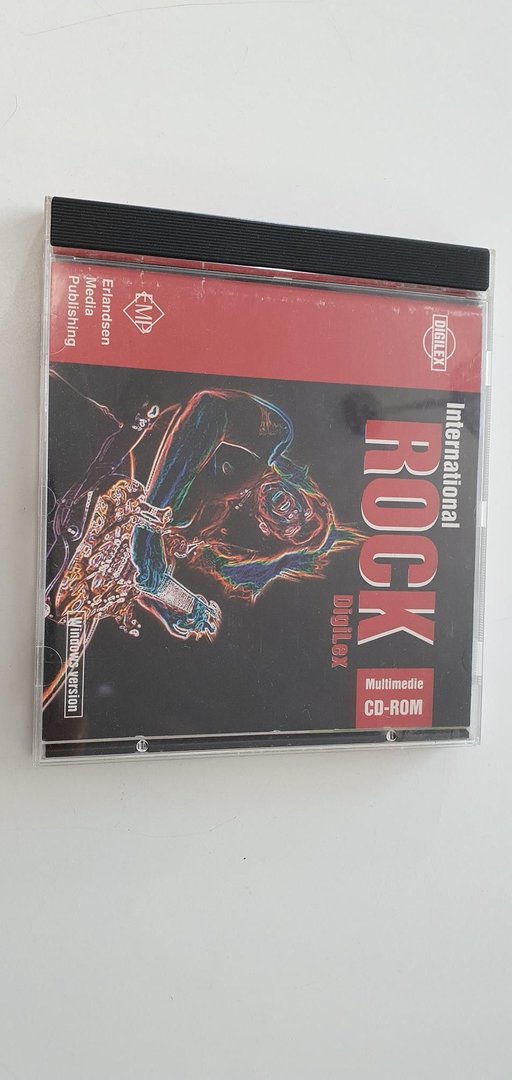 DIGILEX
International
ROCK
DigiLex
Multimedie
CD-ROM
EMP
Erlandsen
Media
Publishing
Windows version